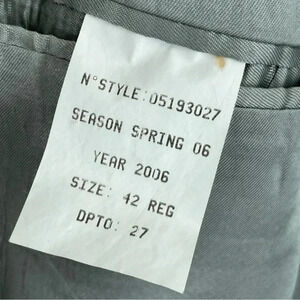 N°STYLE:05193027
SEASON SPRING 06
YEAR 2006
SIZE: 42 REG
DPTO: 27